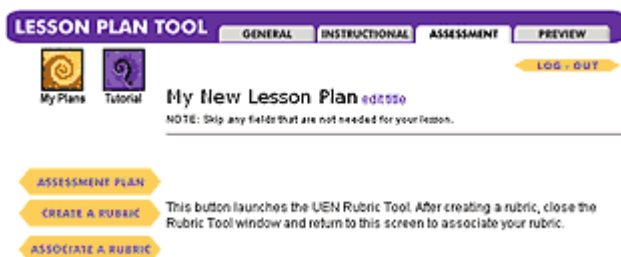 LESSON PLAN TOOL
GENERAL
INSTRUCTIONAL
ASSESSMENT
PREVIEW
LOG - OUT
My Plans
Tutorial
My New Lesson Plan edit title
NOTE: Skip any fields that are not needed for your lesson.
ASSESSMENT PLAN
CREATE A RUBRIC
This button launches the UEN Rubric Tool. After creating a rubric, close the
Rubric Tool window and return to this screen to associate your rubric.
ASSOCIATE A RUBRIC